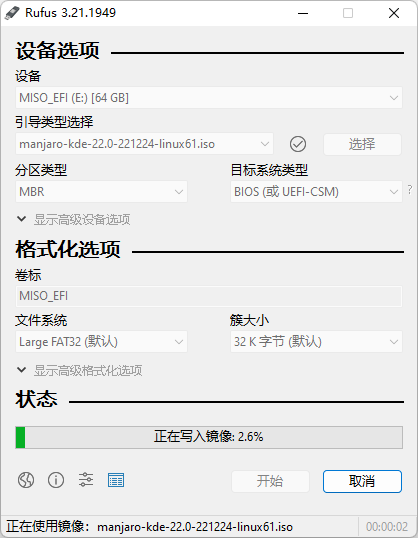 Rufus 3.21.1949
设备选项
设备
MISO_EFI (E:) [64 GB]
引导类型选择
manjaro-kde-22.0-221224-linux61.iso
选择
分区类型
目标系统类型
MBR
BIOS (或 UEFI-CSM)
?
显示高级设备选项
格式化选项
卷标
MISO_EFI
文件系统
簇大小
Large FAT32 (默认)
32 K 字节 (默认)
显示高级格式化选项
状态
正在写入镜像: 2.6%
开始
取消
正在使用镜像：manjaro-kde-22.0-221224-linux61.iso
00:00:02